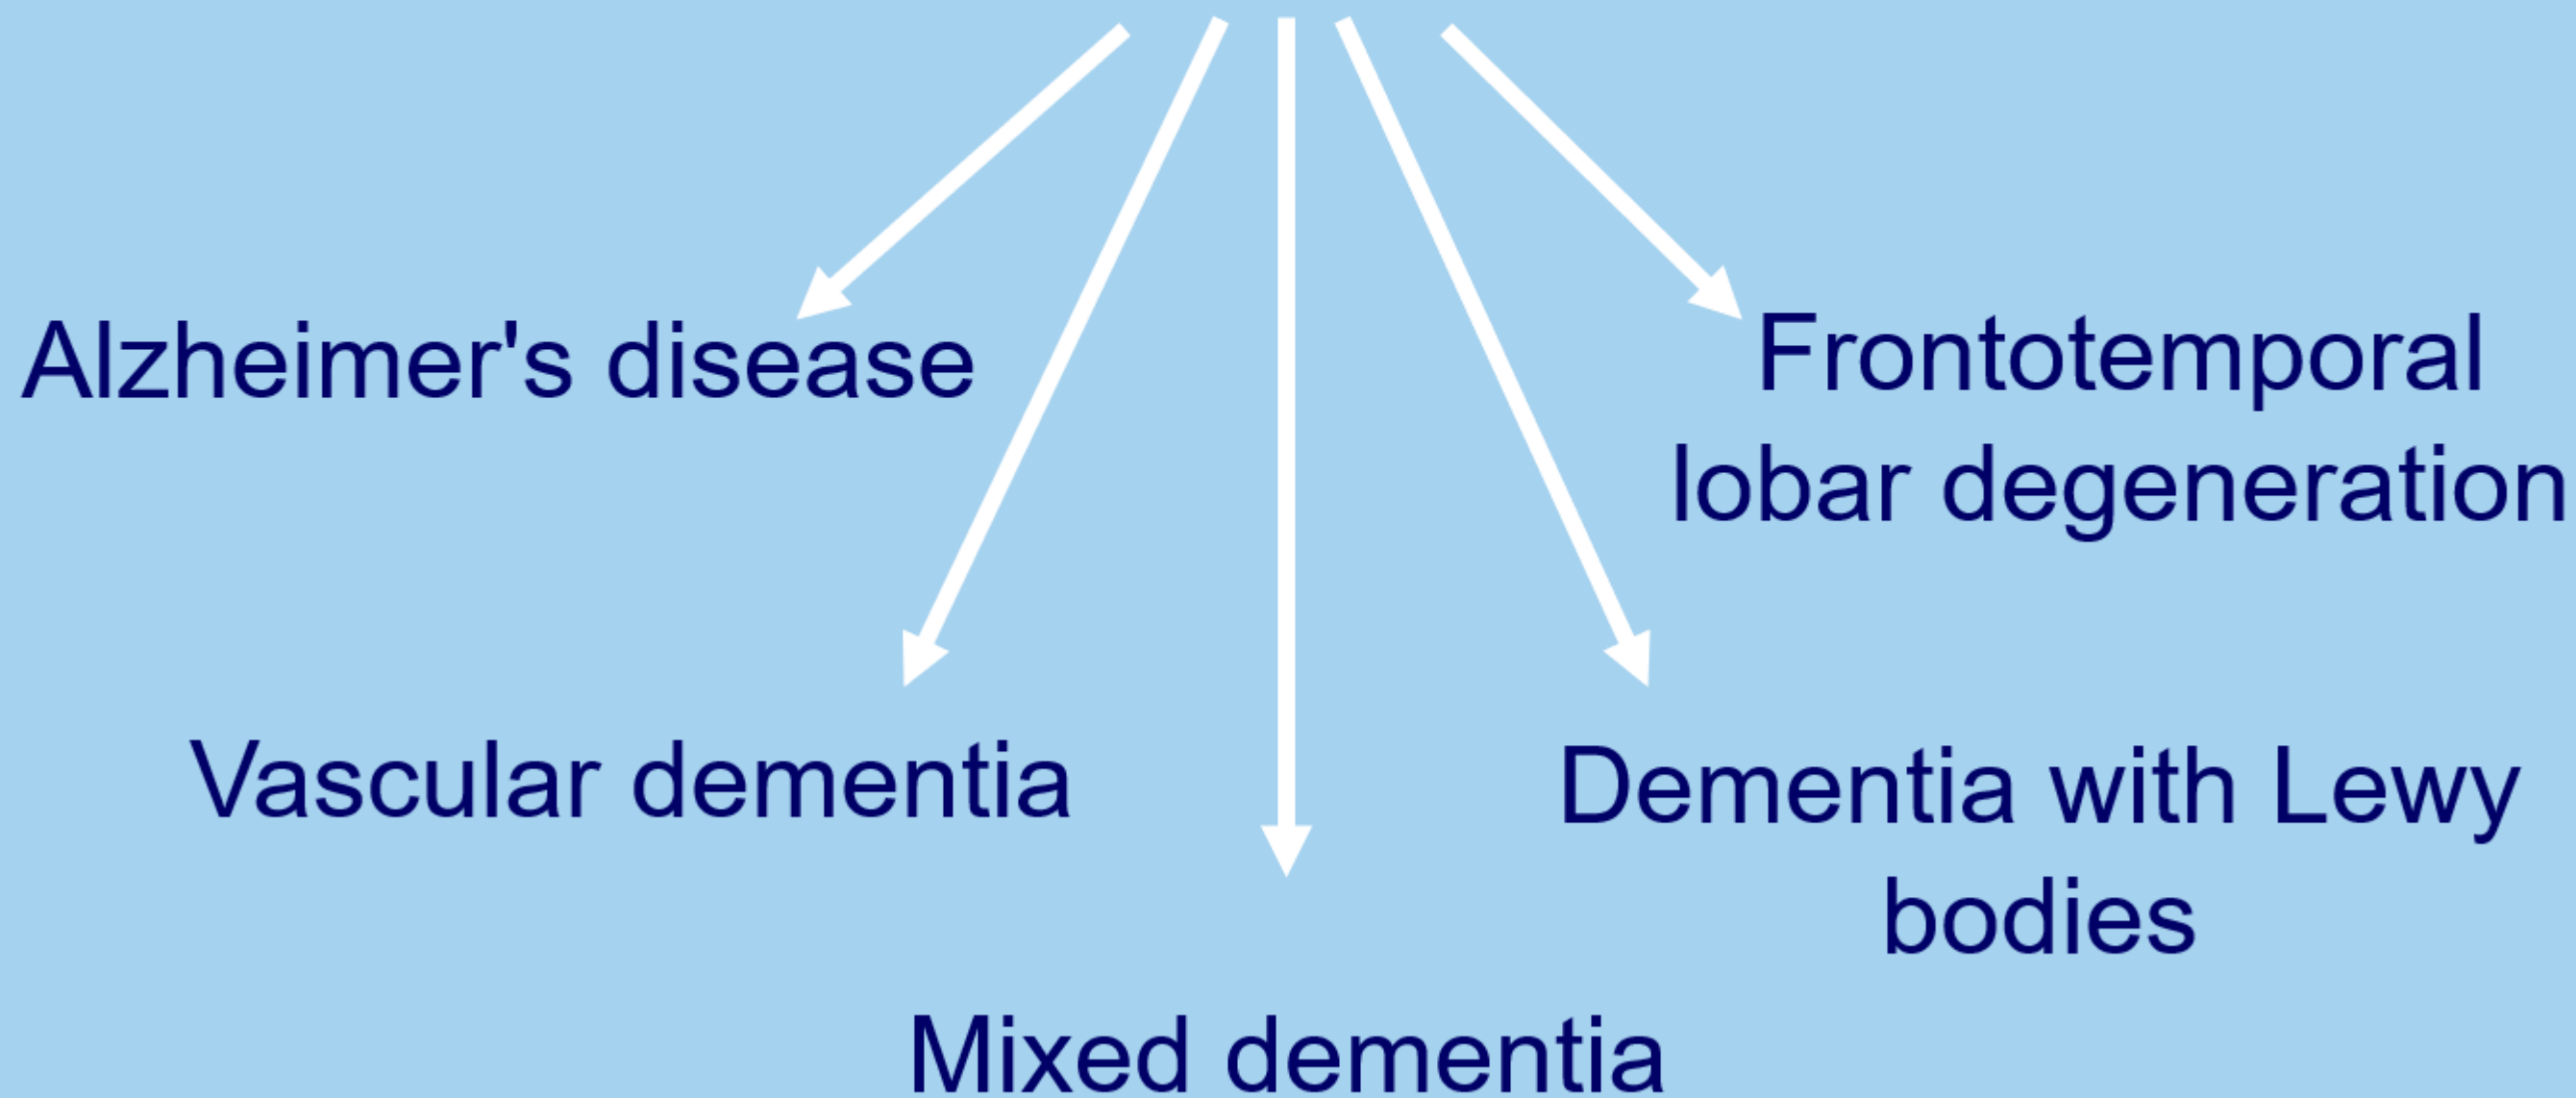 Alzheimer's disease
Frontotemporal
lobar degeneration
Vascular dementia
Dementia with Lewy
bodies
Mixed dementia